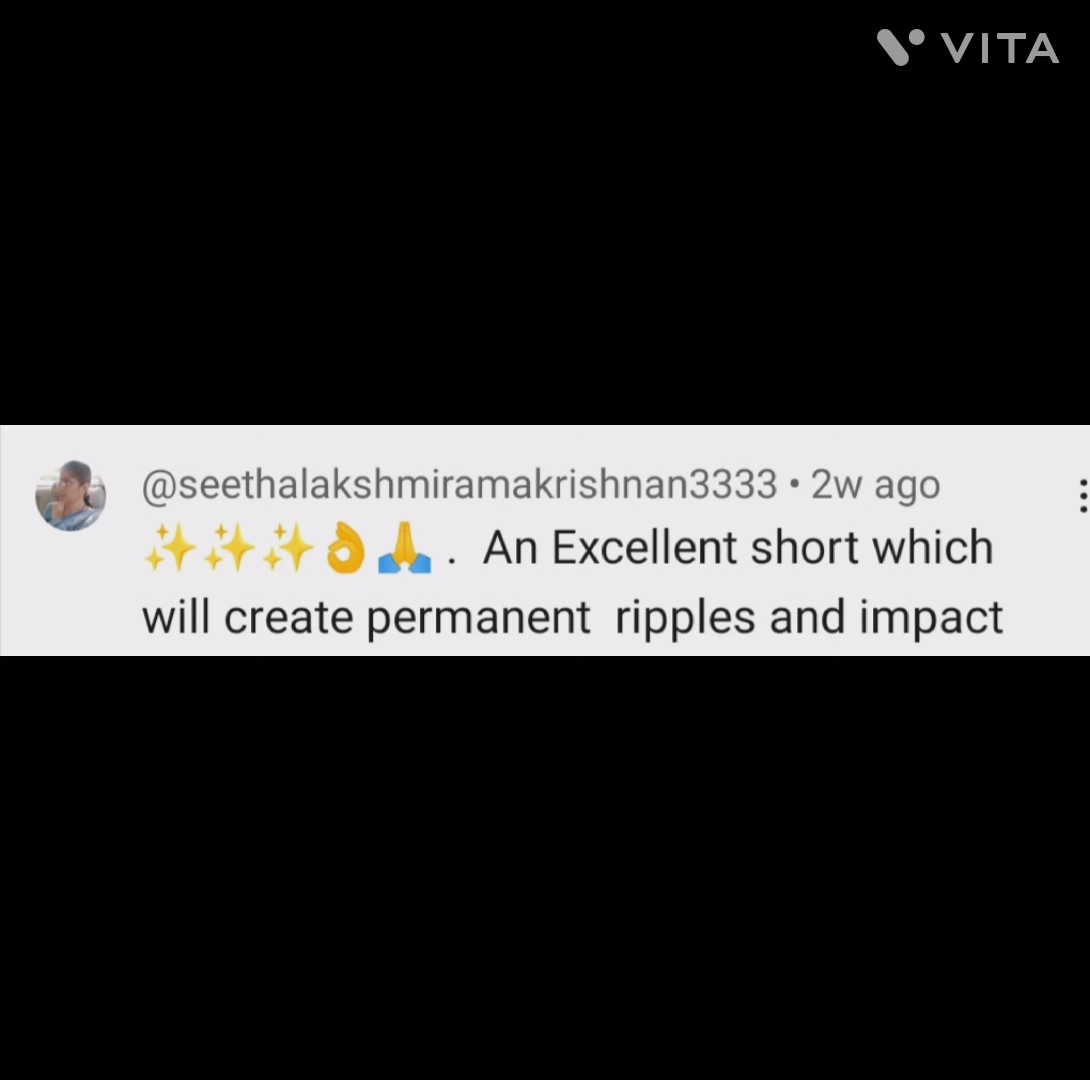 VITA
@seethalakshmiramakrishnan3333 • 2w ago
✨✨✨👌🙏 .  An Excellent short which
will create permanent  ripples and impact